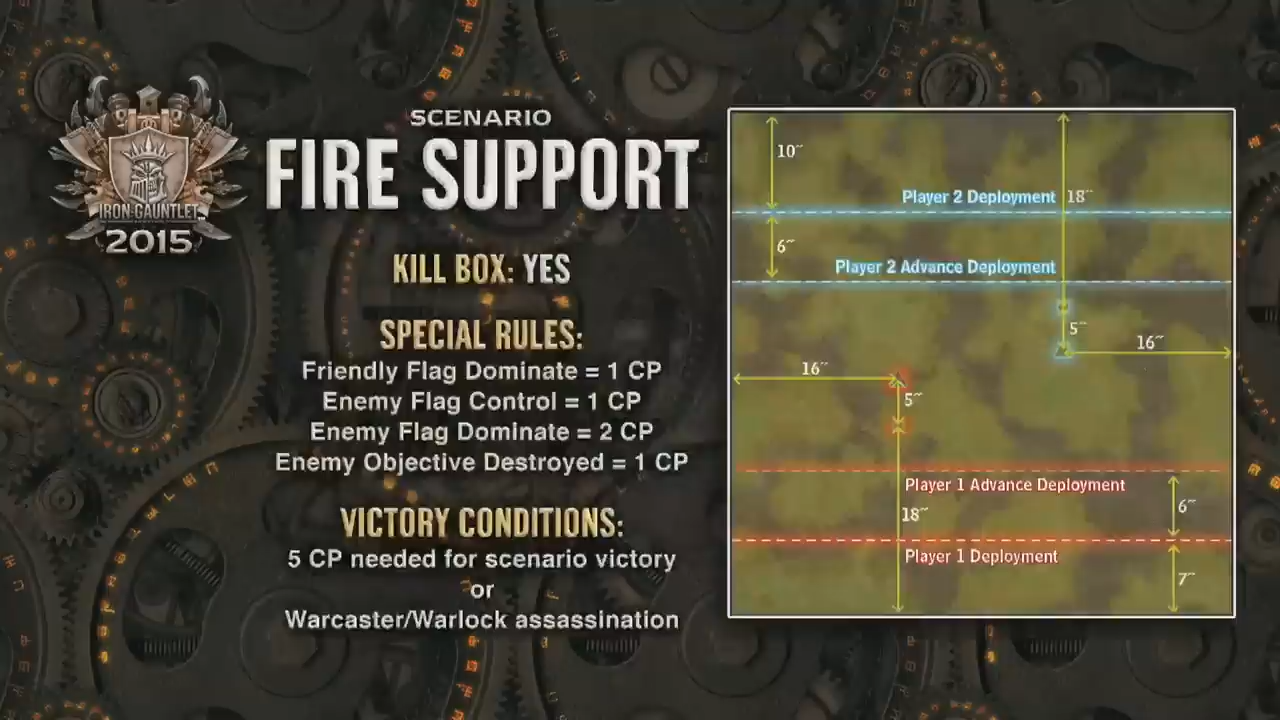 IRON GAUNTLET
2015
SCENARIO
FIRE SUPPORT
KILL BOX: YES
SPECIAL RULES:
Friendly Flag Dominate = 1 CP
Enemy Flag Control = 1 CP
Enemy Flag Dominate = 2 CP
Enemy Objective Destroyed = 1 CP
VICTORY CONDITIONS:
5 CP needed for scenario victory
or
Warcaster/Warlock assassination
10″
Player 2 Deployment
18″
6″
Player 2 Advance Deployment
5″
16″
16″
5″
Player 1 Advance Deployment
18″
6″
Player 1 Deployment
7″